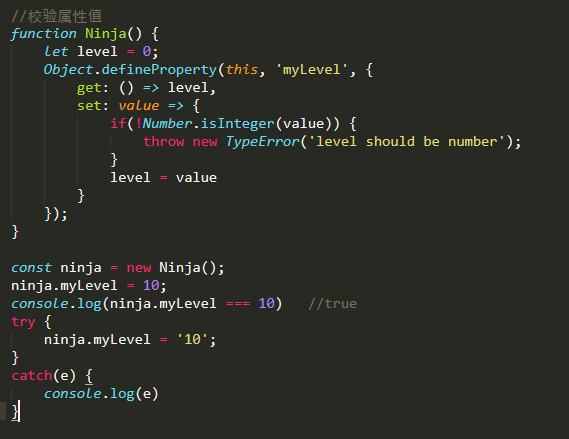 //校验属性值
function Ninja() {
    let level = 0;
    Object.defineProperty(this, 'myLevel', {
        get: () => level,
        set: value => {
            if(!Number.isInteger(value)) {
                throw new TypeError('level should be number');
            }
            level = value
        }
    });
}

const ninja = new Ninja();
ninja.myLevel = 10;
console.log(ninja.myLevel === 10)   //true
try {
    ninja.myLevel = '10';
}
catch(e) {
    console.log(e)
}